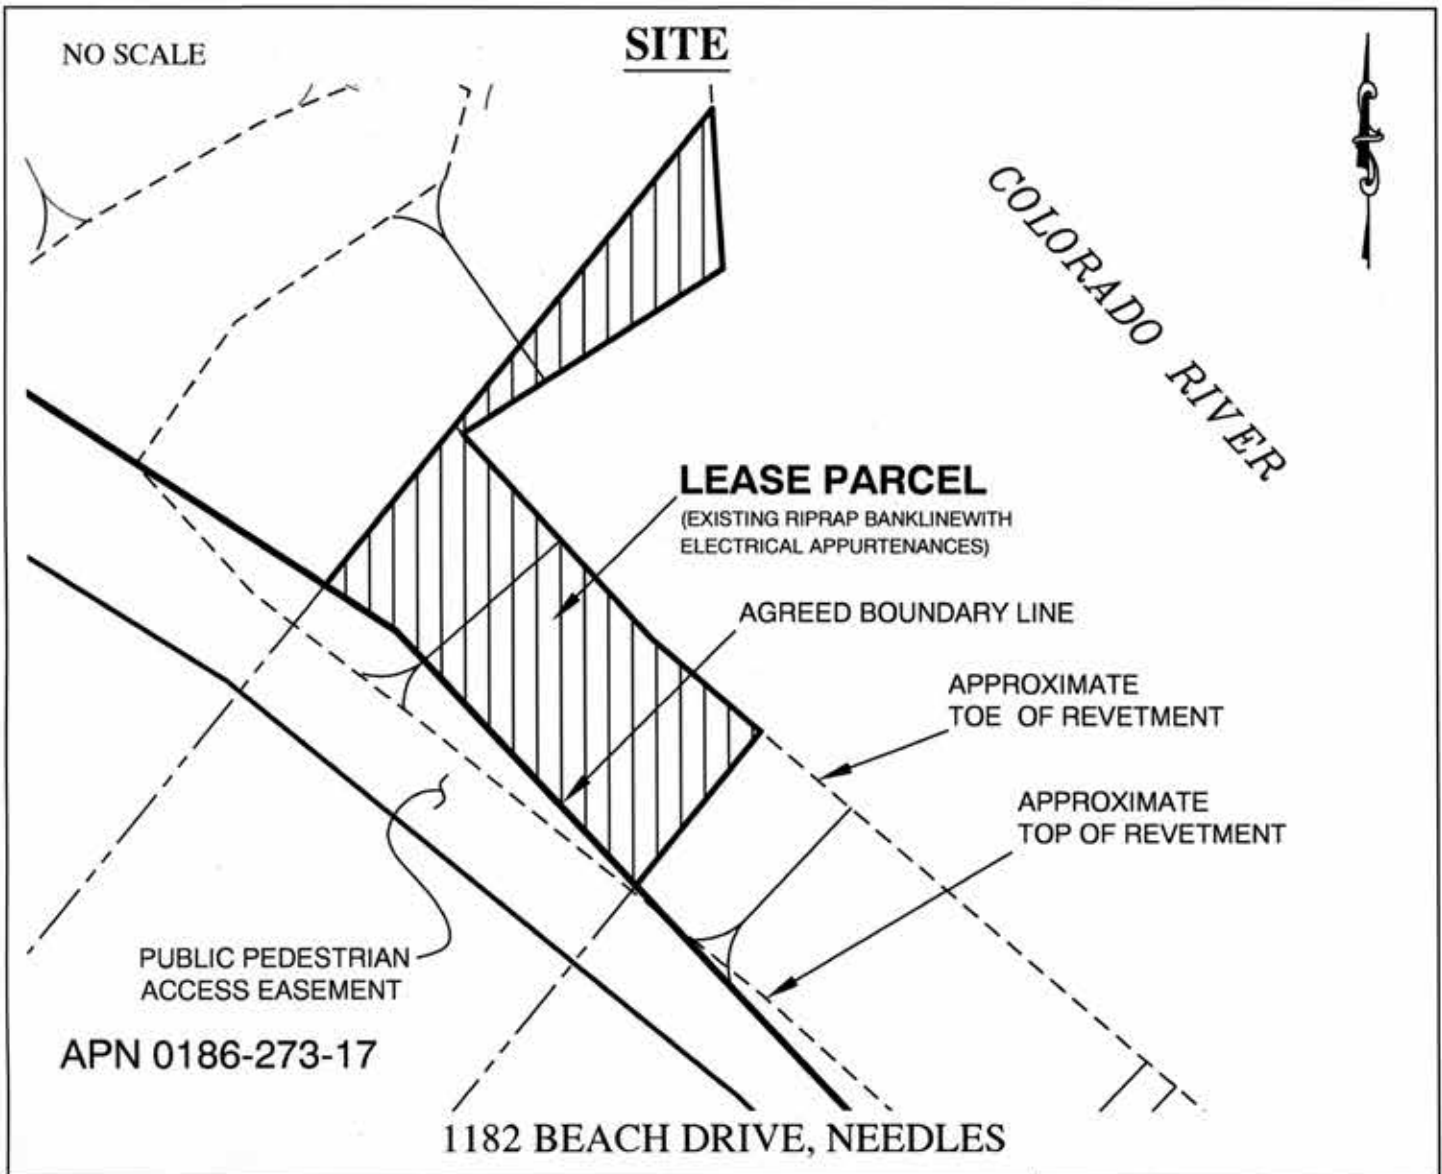 NO SCALE
SITE
COLORADO RIVER
LEASE PARCEL
(EXISTING RIPRAP BANKLINEWITH
ELECTRICAL APPURTENANCES)
AGREED BOUNDARY LINE
APPROXIMATE
TOE OF REVETMENT
APPROXIMATE
TOP OF REVETMENT
PUBLIC PEDESTRIAN
ACCESS EASEMENT
APN 0186-273-17
1182 BEACH DRIVE, NEEDLES